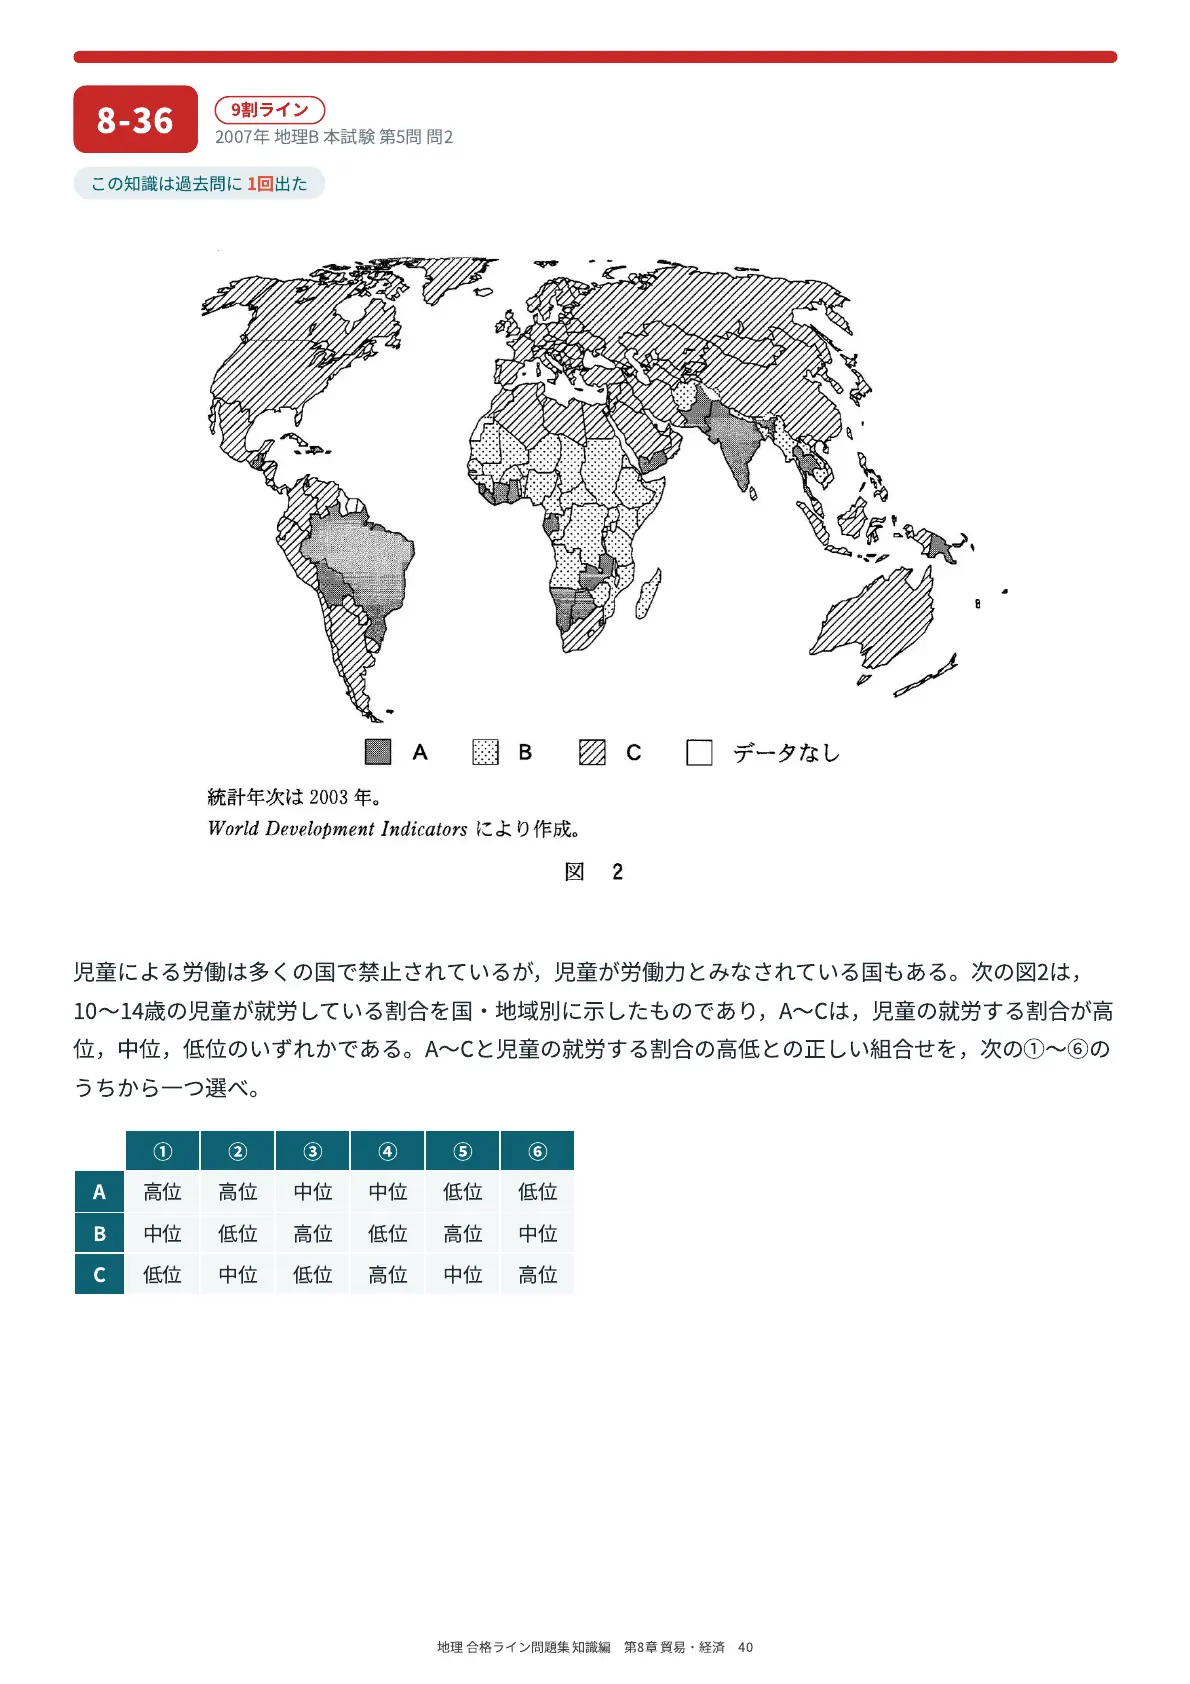 8-36
9割ライン
2007年 地理B 本試験 第5問 問2
この知識は過去問に 1回出た
A B C データなし
統計年次は 2003 年。
World Development Indicators により作成。
図 2
児童による労働は多くの国で禁止されているが，児童が労働力とみなされている国もある。次の図2は，
10～14歳の児童が就労している割合を国・地域別に示したものであり，A～Cは，児童の就労する割合が高
位，中位，低位のいずれかである。A～Cと児童の就労する割合の高低との正しい組合せを，次の①～⑥の
うちから一つ選べ。
① ② ③ ④ ⑤ ⑥
A 高位 高位 中位 中位 低位 低位
B 中位 低位 高位 低位 高位 中位
C 低位 中位 低位 高位 中位 高位
地理 合格ライン問題集 知識編 第8章 貿易・経済 40